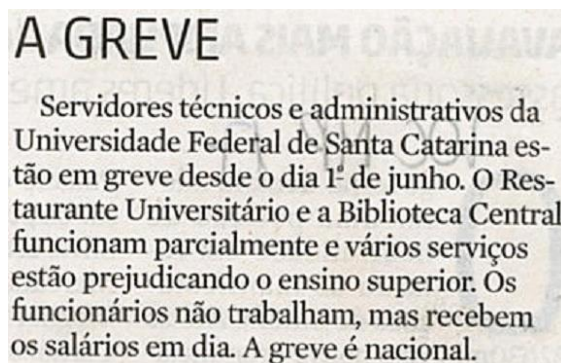 A GREVE
Servidores técnicos e administrativos da
Universidade Federal de Santa Catarina es-
tão em greve desde o dia 1º de junho. O Res-
taurante Universitário e a Biblioteca Central
funcionam parcialmente e vários serviços
estão prejudicando o ensino superior. Os
funcionários não trabalham, mas recebem
os salários em dia. A greve é nacional.